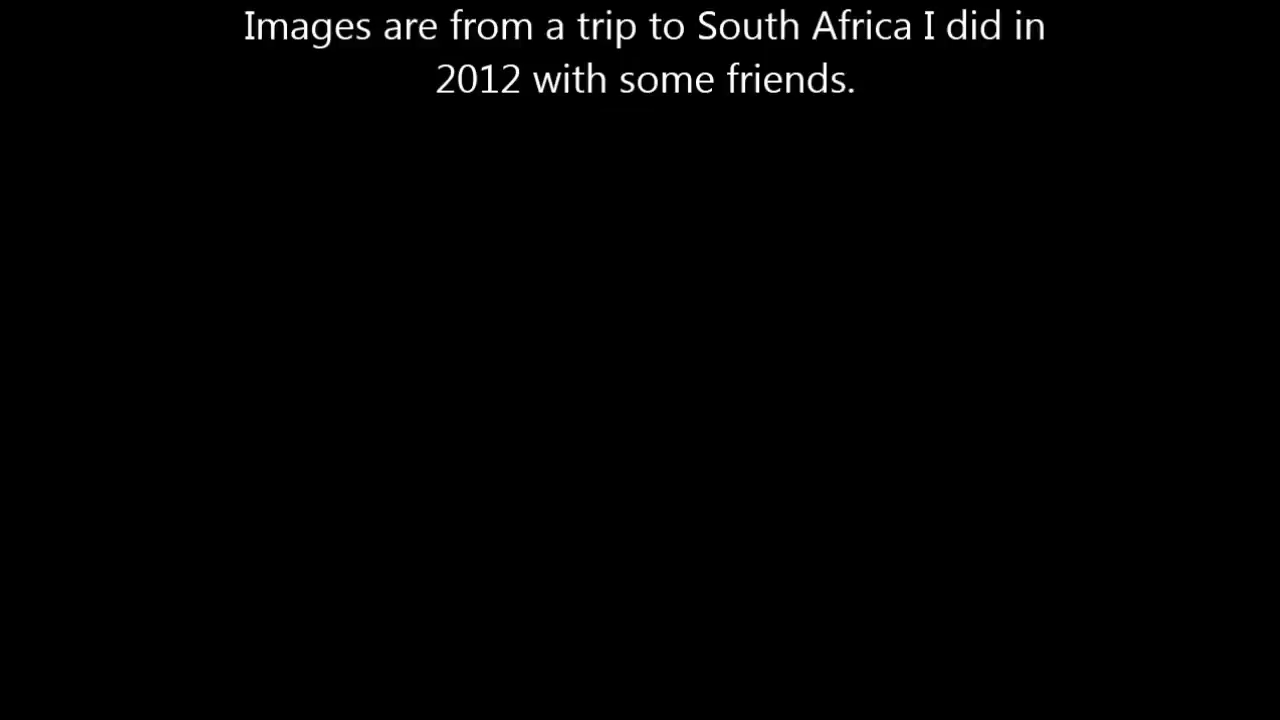 Images are from a trip to South Africa I did in
2012 with some friends.